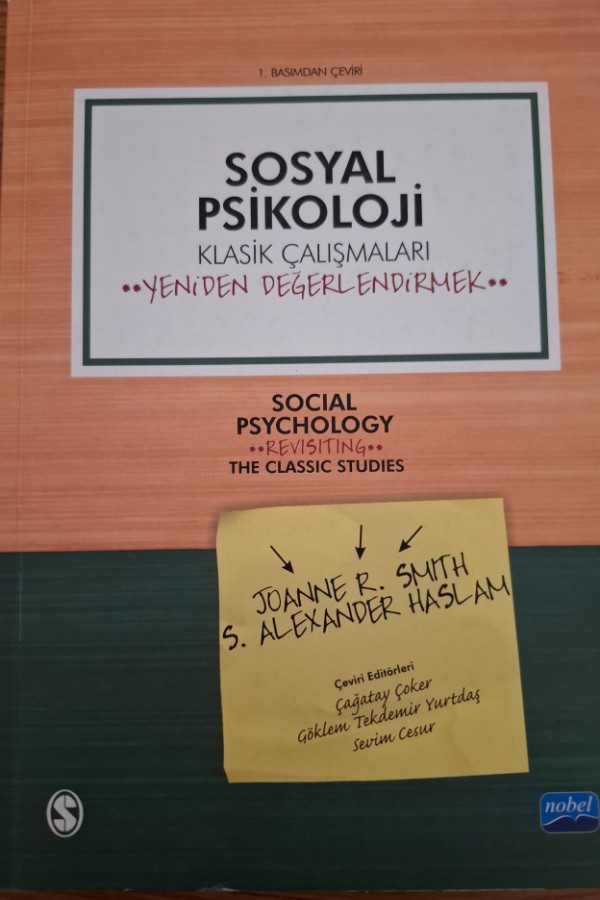 1. BASIMDAN ÇEVİRİ
SOSYAL
PSİKOLOJİ
KLASİK ÇALIŞMALARI
••YENİDEN DEĞERLENDİRMEK••
SOCIAL
PSYCHOLOGY
••REVISITING••
THE CLASSIC STUDIES
JOANNE R. SMITH
S. ALEXANDER HASLAM
Çeviri Editörleri
Çağatay Çoker
Göklem Tekdemir Yurtdaş
Sevim Cesur
S
nobel